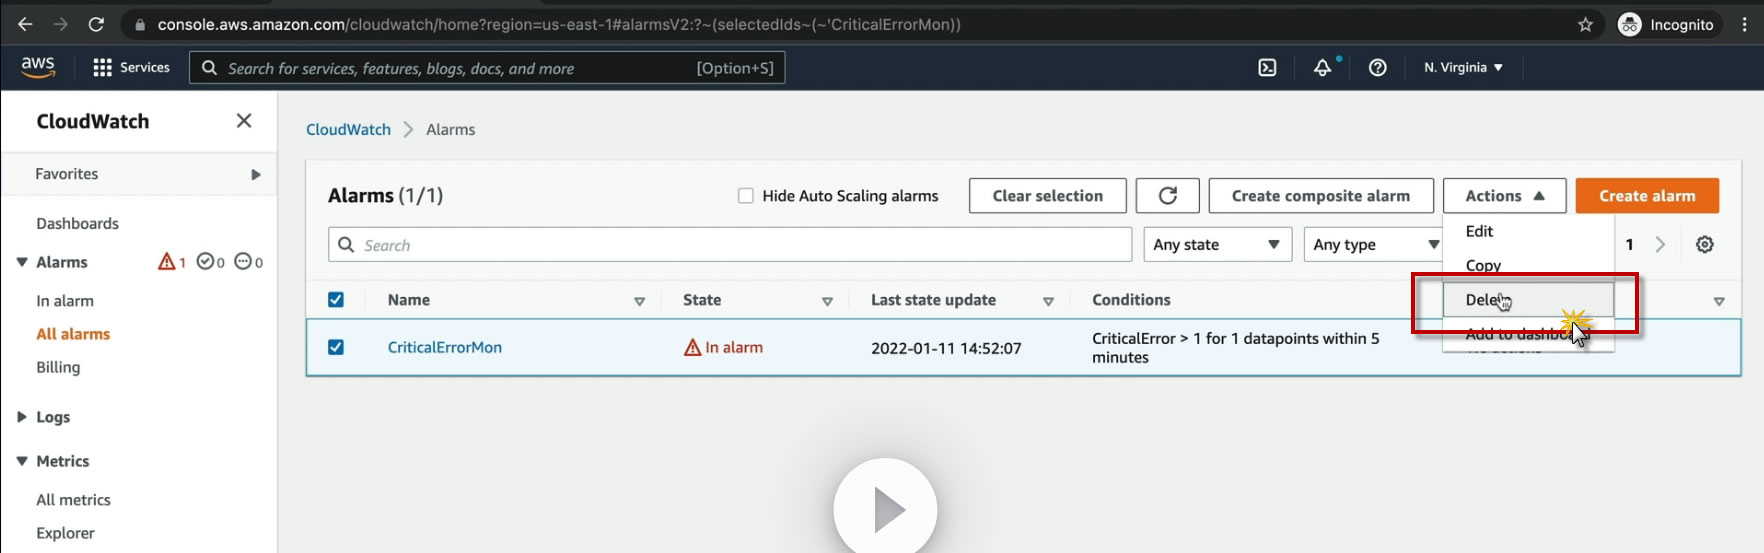 console.aws.amazon.com/cloudwatch/home?region=us-east-1#alarmsV2:?~(selectedIds~(~'CriticalErrorMon))
Incognito
aws
Services
Search for services, features, blogs, docs, and more
[Option+S]
N. Virginia
CloudWatch
CloudWatch > Alarms
Favorites
Alarms (1/1)
Hide Auto Scaling alarms
Clear selection
Create composite alarm
Actions
Create alarm
Dashboards
Edit
Search
Any state
Any type
1
Alarms
1
0
0
Copy
In alarm
Name
State
Last state update
Conditions
All alarms
Add to
CriticalErrorMon
In alarm
2022-01-11 14:52:07
CriticalError > 1 for 1 datapoints within 5
minutes
Billing
Logs
Metrics
All metrics
Explorer